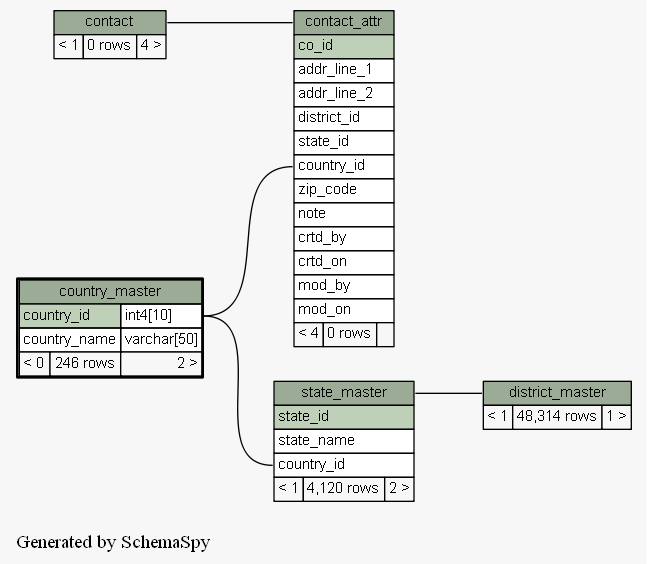 contact
< 1 0 rows 4 >
contact_attr
co_id
addr_line_1
addr_line_2
district_id
state_id
country_id
zip_code
note
crtd_by
crtd_on
mod_by
mod_on
< 4 0 rows
country_master
country_id int4[10]
country_name varchar[50]
< 0 246 rows 2 >
state_master
state_id
state_name
country_id
< 1 4,120 rows 2 >
district_master
< 1 48,314 rows 1 >
Generated by SchemaSpy